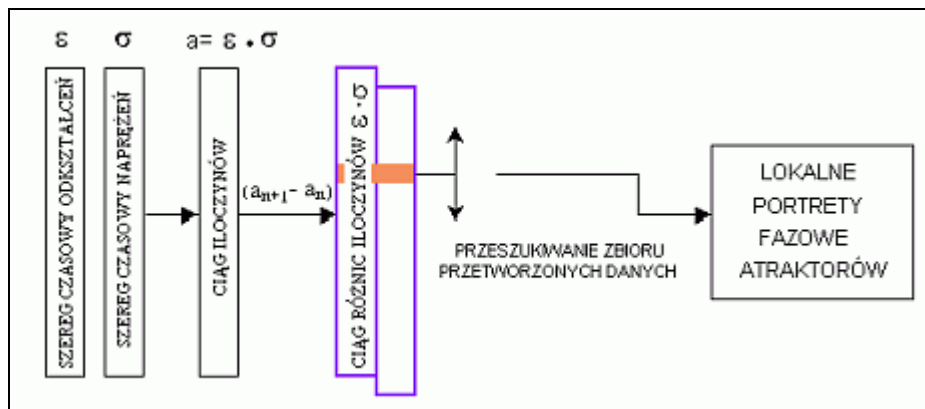 ε σ a= ε • σ
SZEREG CZASOWY ODKSZTAŁCEŃ
SZEREG CZASOWY NAPRĘŻEŃ
CIĄG ILOCZYNÓW
(aₙ₊₁- aₙ)
CIĄG RÓŻNIC ILOCZYNÓW ε · σ
PRZESZUKIWANIE ZBIORU
PRZETWORZONYCH DANYCH
LOKALNE
PORTRETY
FAZOWE
ATRAKTORÓW